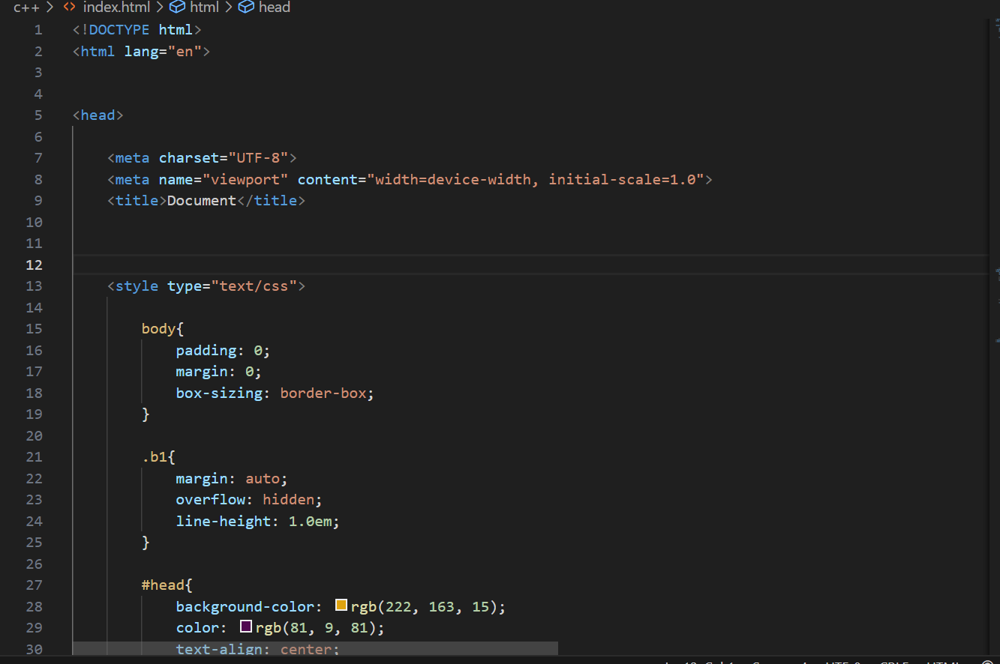 c++ > index.html > html > head
1 <!DOCTYPE html>
2 <html lang="en">
3
4
5 <head>
6
7 <meta charset="UTF-8">
8 <meta name="viewport" content="width=device-width, initial-scale=1.0">
9 <title>Document</title>
10
11
12
13 <style type="text/css">
14
15 body{
16 padding: 0;
17 margin: 0;
18 box-sizing: border-box;
19 }
20
21 .b1{
22 margin: auto;
23 overflow: hidden;
24 line-height: 1.0em;
25 }
26
27 #head{
28 background-color: rgb(222, 163, 15);
29 color: rgb(81, 9, 81);
30 text-align: center;